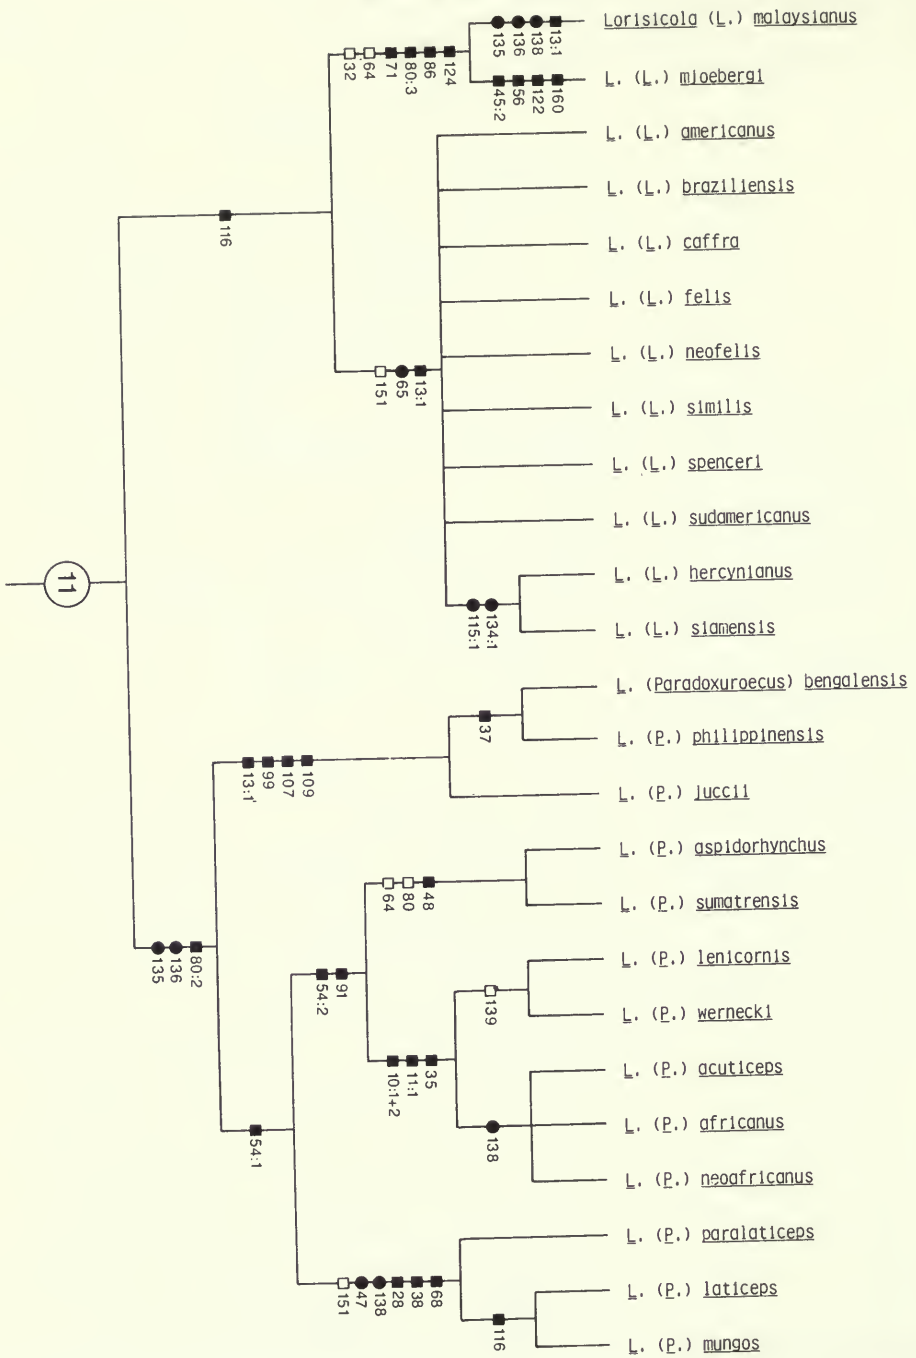 135 136 138 13:1
Lorisicola (L.) malaysianus
32 64 71 80:3 86 124
45:2 56 122 160
L. (L.) mjoebergi
L. (L.) americanus
L. (L.) braziliensis
116
L. (L.) caffra
L. (L.) felis
L. (L.) neofelis
151 65 13:1
L. (L.) similis
L. (L.) spenceri
L. (L.) sudamericanus
11
L. (L.) hercynianus
115:1 134:1
L. (L.) siamensis
L. (Paradoxuroecus) bengalensis
37
L. (P.) philippinensis
13:1' 99 107 109
L. (P.) juccii
L. (P.) aspidorhynchus
64 80 48
L. (P.) sumatrensis
135 136 80:2
L. (P.) lenicornis
54:2 91
139
L. (P.) wernecki
10:1+2 11:1 35
L. (P.) acuticeps
54:1
138
L. (P.) africanus
L. (P.) neoafricanus
L. (P.) paralaticeps
151 47 138 28 38 68
L. (P.) laticeps
116
L. (P.) mungos